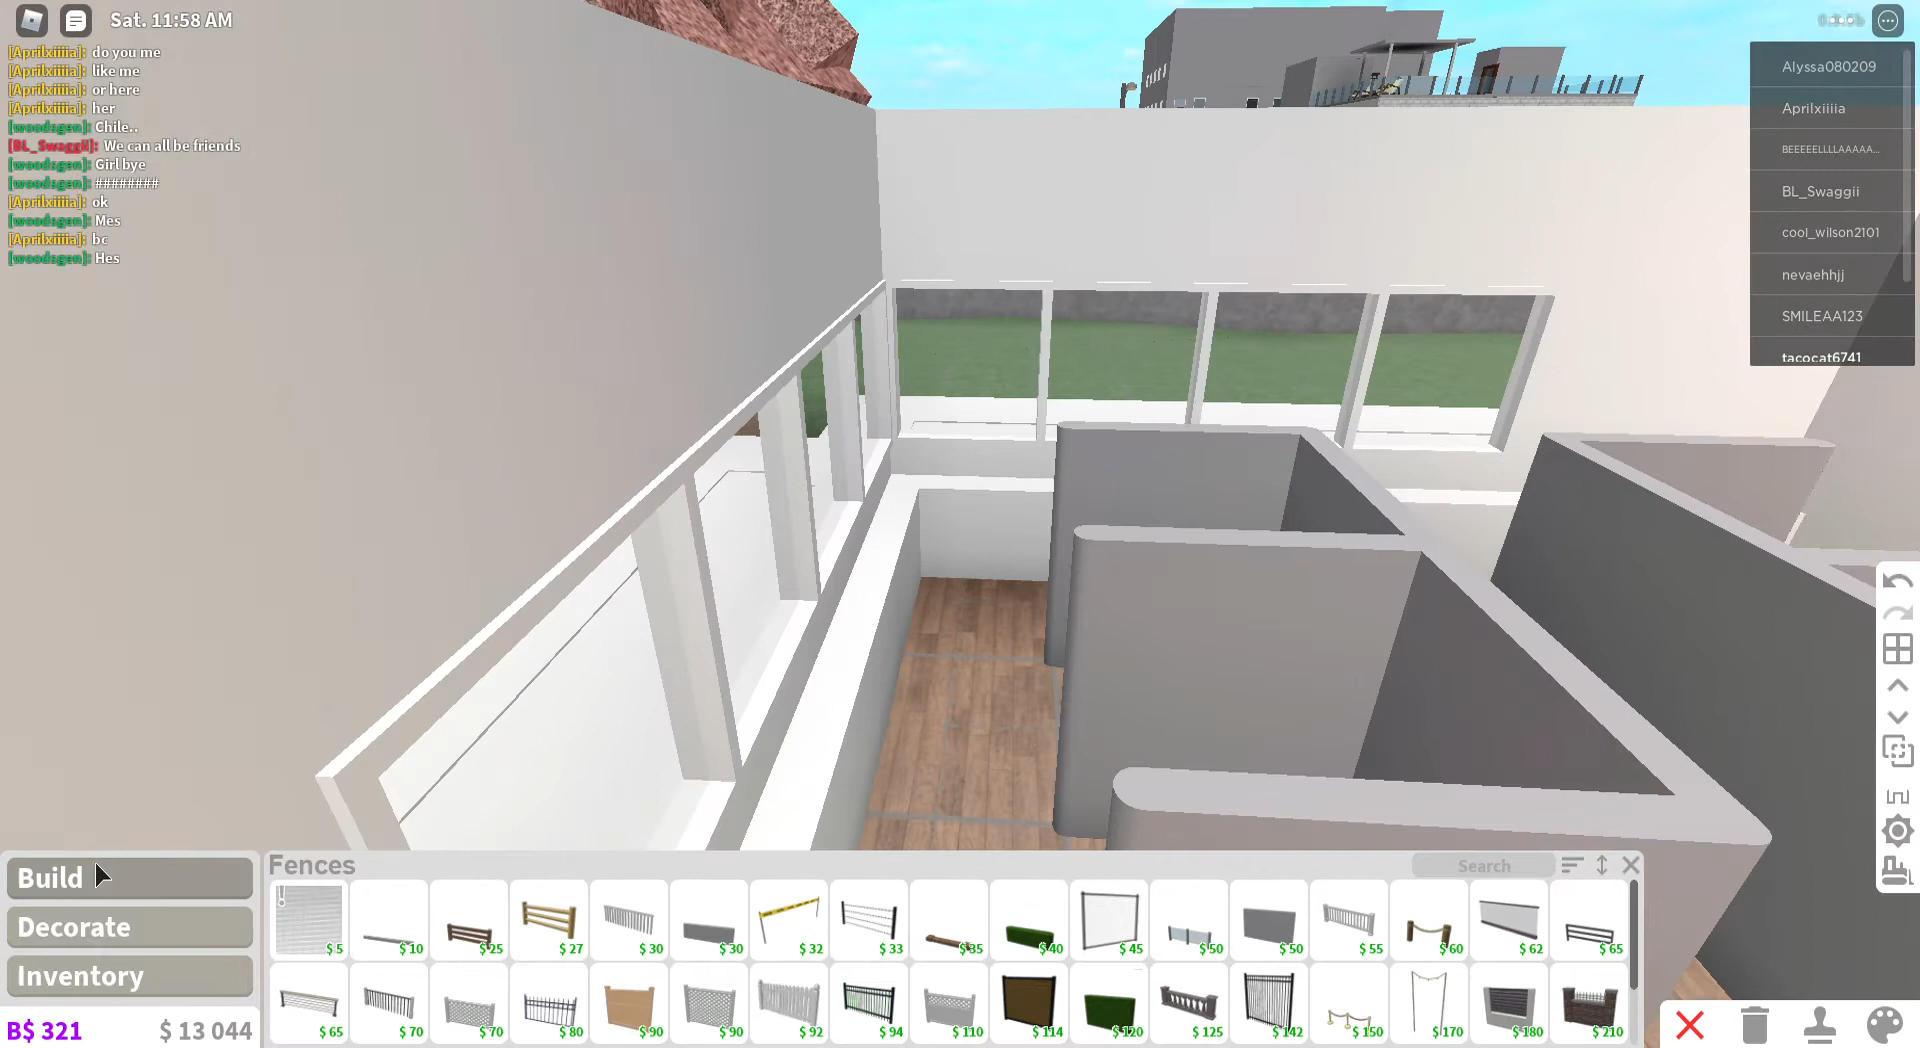 Sat. 11:58 AM
[Aprilxiiiia]: do you me
[Aprilxiiiia]: like me
[Aprilxiiiia]: or here
[Aprilxiiiia]: her
[woodsgen]: Chile..
[BL_Swaggii]: We can all be friends
[woodsgen]: Girl bye
[woodsgen]: ########
[Aprilxiiiia]: ok
[woodsgen]: Mes
[Aprilxiiiia]: bc
[woodsgen]: Hes
Alyssa080209
Aprilxiiiia
BEEEEELLLLAAAAA...
BL_Swaggii
cool_wilson2101
nevaehhjj
SMILEAA123
tacocat6741
Build
Decorate
Inventory
B$ 321 $ 13 044
Fences
Search
$ 5 $ 10 $ 25 $ 27 $ 30 $ 30 $ 32 $ 33 $ 35 $ 40 $ 45 $ 50 $ 50 $ 55 $ 60 $ 62 $ 65
$ 65 $ 70 $ 70 $ 80 $ 90 $ 90 $ 92 $ 94 $ 110 $ 114 $ 120 $ 125 $ 142 $ 150 $ 170 $ 180 $ 210